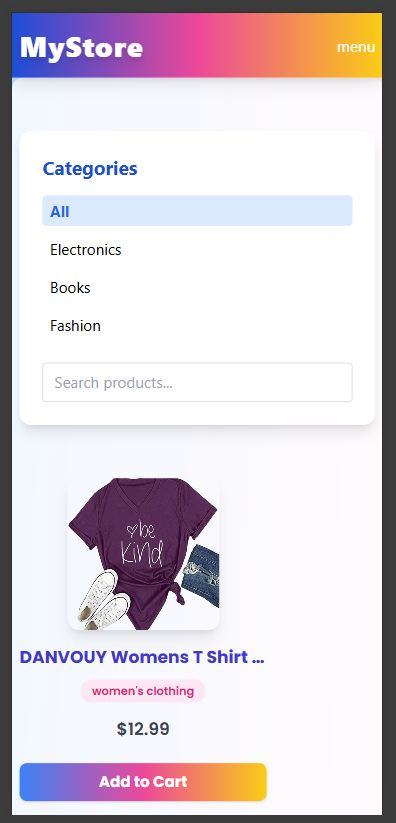 MyStore
menu
Categories
All
Electronics
Books
Fashion
Search products...
be
kind
DANVOUY Womens T Shirt ...
women's clothing
$12.99
Add to Cart